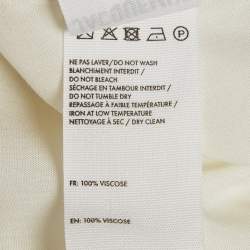 NE PAS LAVER/DO NOT WASH
BLANCHIMENT INTERDIT /
DO NOT BLEACH
SÉCHAGE EN TAMBOUR INTERDIT /
DO NOT TUMBLE DRY
REPASSAGE À FAIBLE TEMPÉRATURE /
IRON AT LOW TEMPERATURE
NETTOYAGE À SEC / DRY CLEAN
FR: 100% VISCOSE
EN: 100% VISCOSE